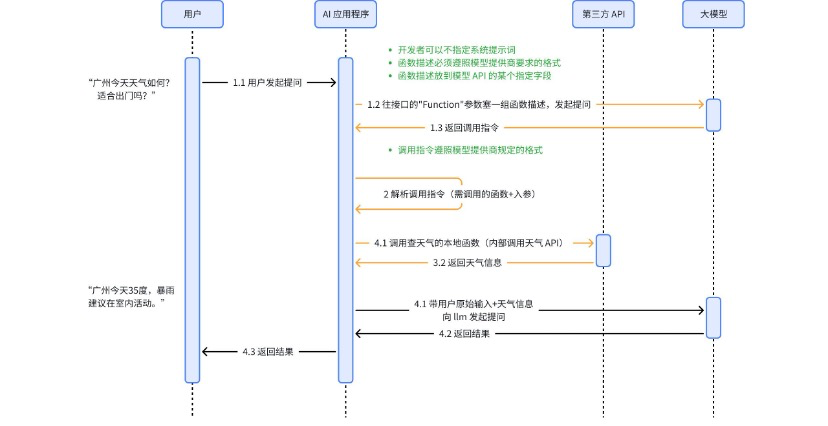 用户
AI 应用程序
第三方 API
大模型
开发者可以不指定系统提示词
函数描述必须遵照模型提供商要求的格式
函数描述放到模型 API 的某个指定字段
“广州今天天气如何？
适合出门吗？”
1.1 用户发起提问
1.2 往接口的"Function"参数塞一组函数描述，发起提问
1.3 返回调用指令
调用指令遵照模型提供商规定的格式
2 解析调用指令（需调用的函数+入参）
4.1 调用查天气的本地函数（内部调用天气 API）
3.2 返回天气信息
“广州今天35度，暴雨
建议在室内活动。”
4.1 带用户原始输入+天气信息
向 llm 发起提问
4.2 返回结果
4.3 返回结果